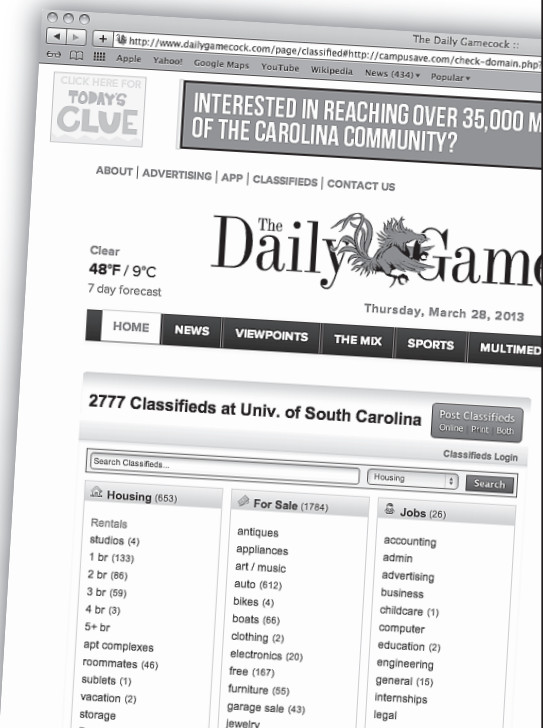 The Daily Gamecock ::
http://www.dailygamecock.com/page/classified#http://campusave.com/check-domain.php?
Apple Yahoo! Google Maps YouTube Wikipedia News (434) Popular
CLICK HERE FOR
TODAY'S
CLUE
INTERESTED IN REACHING OVER 35,000 M
OF THE CAROLINA COMMUNITY?
ABOUT | ADVERTISING | APP | CLASSIFIEDS | CONTACT US
The
Daily Game
Clear
48°F / 9°C
7 day forecast
Thursday, March 28, 2013
HOME NEWS VIEWPOINTS THE MIX SPORTS MULTIMED
2777 Classifieds at Univ. of South Carolina
Post Classifieds
Online Print Both
Classifieds Login
Search Classifieds... Housing Search
Housing (653)
Rentals
studios (4)
1 br (133)
2 br (86)
3 br (59)
4 br (3)
5+ br
apt complexes
roommates (46)
sublets (1)
vacation (2)
storage
For Sale (1784)
antiques
appliances
art / music
auto (612)
bikes (4)
boats (66)
clothing (2)
electronics (20)
free (167)
furniture (55)
garage sale (43)
jewelry
Jobs (26)
accounting
admin
advertising
business
childcare (1)
computer
education (2)
engineering
general (15)
internships
legal